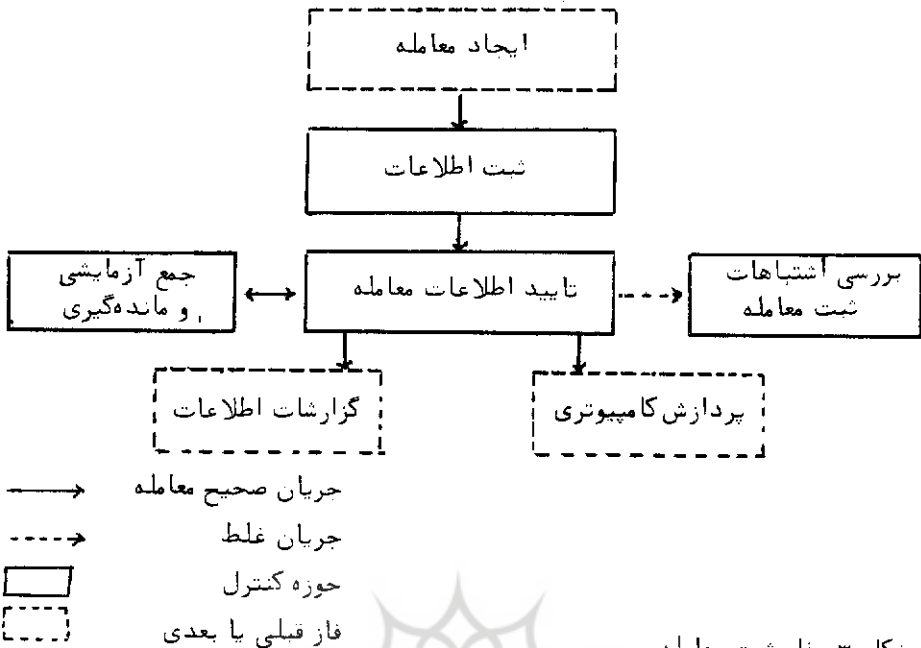 ایجاد معامله
ثبت اطلاعات
جمع آزمایشی
و مانده‌گیری
تایید اطلاعات معامله
بررسی اشتباهات
ثبت معامله
گزارشات اطلاعات
پردازش کامپیوتری
جریان صحیح معامله
جریان غلط
حوزه کنترل
فاز قبلی یا بعدی